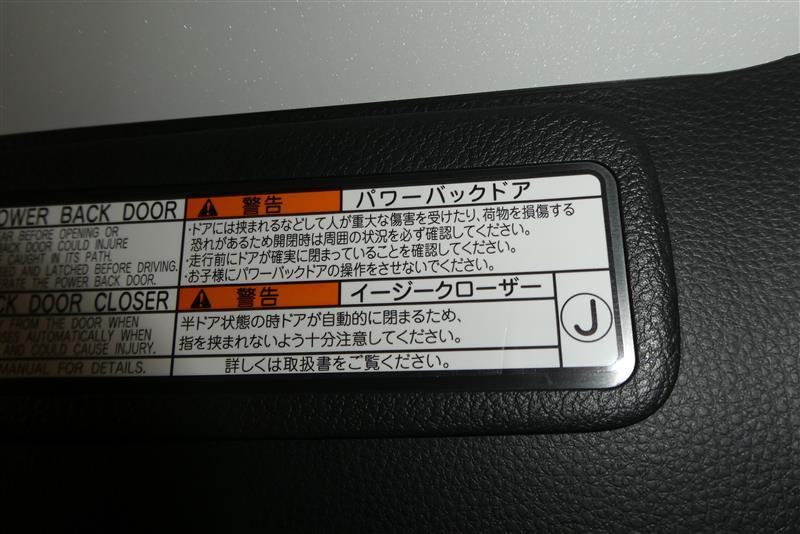 POWER BACK DOOR
BEFORE OPENING OR
BACK DOOR COULD INJURE
CAUGHT IN ITS PATH.
AND LATCHED BEFORE DRIVING.
THE POWER BACK DOOR.
DOOR CLOSER
FROM THE DOOR WHEN
AUTOMATICALLY WHEN
AND COULD CAUSE INJURY.
MANUAL FOR DETAILS.
警告 パワーバックドア
・ドアには挟まれるなどして人が重大な傷害を受けたり、荷物を損傷する
恐れがあるため開閉時は周囲の状況を必ず確認してください。
・走行前にドアが確実に閉まっていることを確認してください。
・お子様にパワーバックドアの操作をさせないでください。
警告 イージークローザー
半ドア状態の時ドアが自動的に閉まるため、
指を挟まれないよう十分注意してください。
詳しくは取扱書をご覧ください。
J